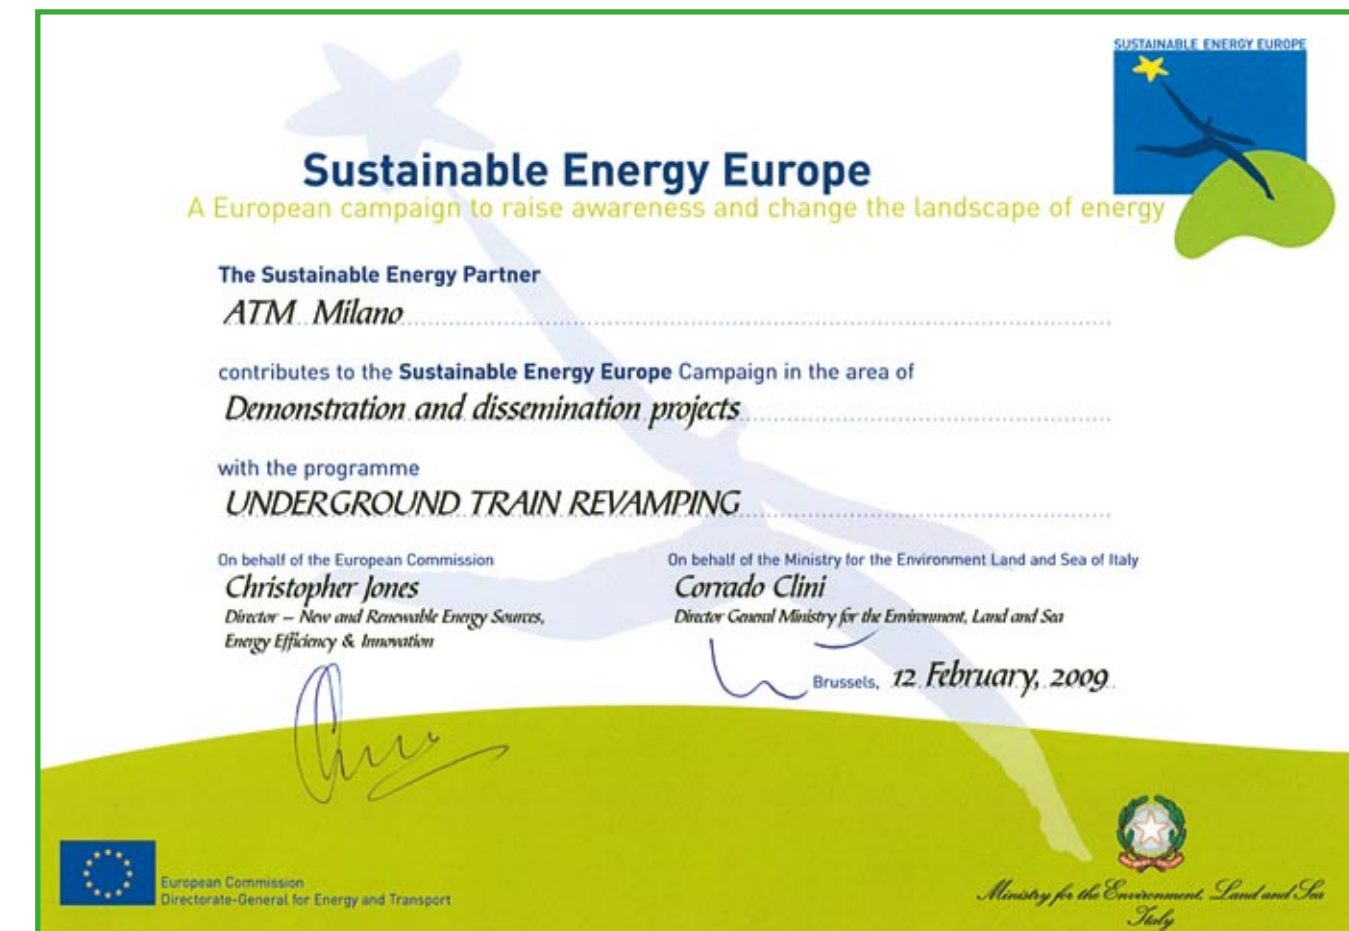 SUSTAINABLE ENERGY EUROPE
Sustainable Energy Europe
A European campaign to raise awareness and change the landscape of energy
The Sustainable Energy Partner
ATM Milano
contributes to the Sustainable Energy Europe Campaign in the area of
Demonstration and dissemination projects
with the programme
UNDERGROUND TRAIN REVAMPING
On behalf of the European Commission
Christopher Jones
Director – New and Renewable Energy Sources,
Energy Efficiency & Innovation
On behalf of the Ministry for the Environment Land and Sea of Italy
Corrado Clini
Director General Ministry for the Environment, Land and Sea
Brussels, 12 February, 2009
European Commission
Directorate-General for Energy and Transport
Ministry for the Environment, Land and Sea
Italy